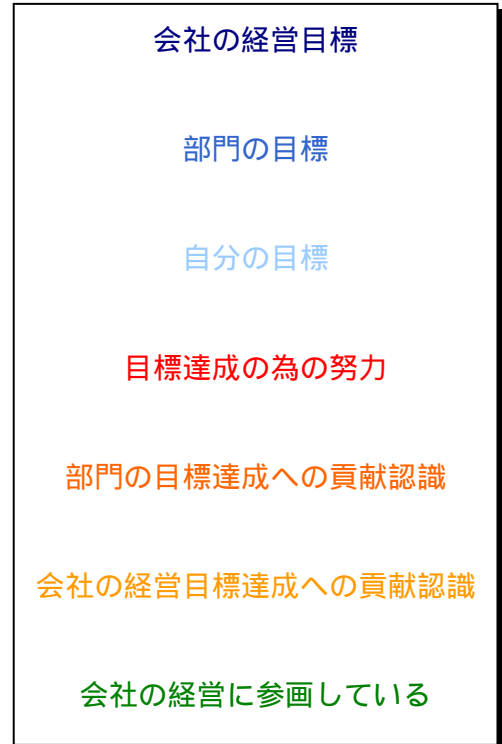 会社の経営目標
部門の目標
自分の目標
目標達成の為の努力
部門の目標達成への貢献認識
会社の経営目標達成への貢献認識
会社の経営に参画している